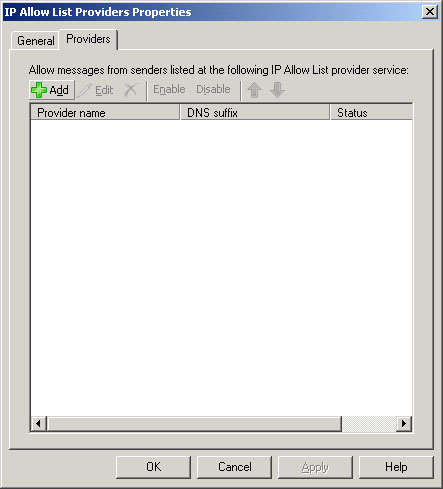 IP Allow List Providers Properties
General Providers
Allow messages from senders listed at the following IP Allow List provider service:
Add Edit Enable Disable
Provider name DNS suffix Status
OK Cancel Apply Help